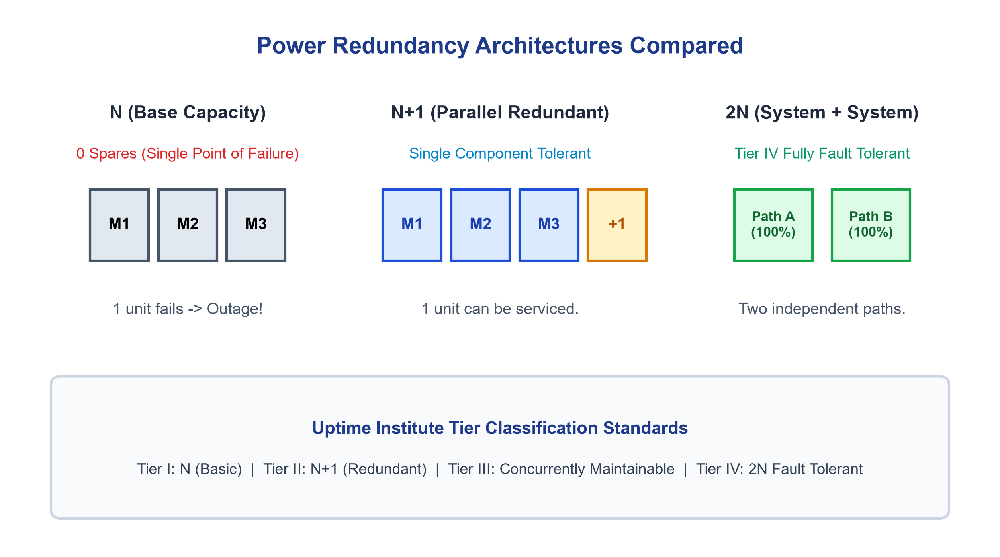 Power Redundancy Architectures Compared
N (Base Capacity)
0 Spares (Single Point of Failure)
M1
M2
M3
1 unit fails -> Outage!
N+1 (Parallel Redundant)
Single Component Tolerant
M1
M2
M3
+1
1 unit can be serviced.
2N (System + System)
Tier IV Fully Fault Tolerant
Path A
(100%)
Path B
(100%)
Two independent paths.
Uptime Institute Tier Classification Standards
Tier I: N (Basic) | Tier II: N+1 (Redundant) | Tier III: Concurrently Maintainable | Tier IV: 2N Fault Tolerant